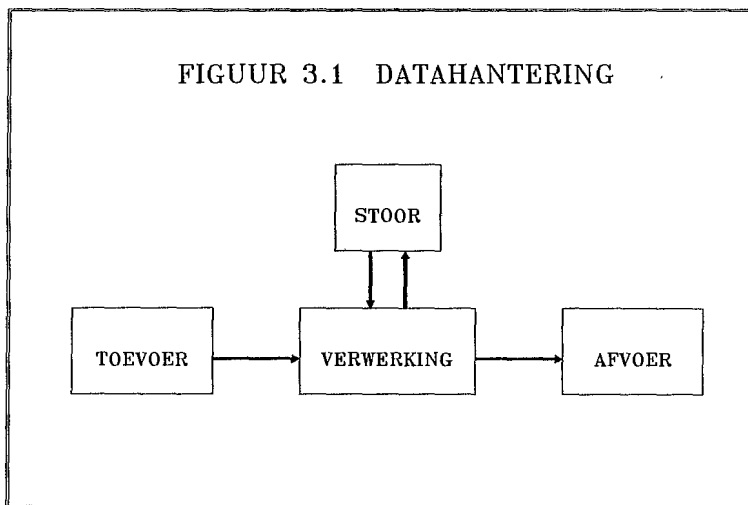 FIGUUR 3.1 DATAHANTERING
STOOR
TOEVOER
VERWERKING
AFVOER